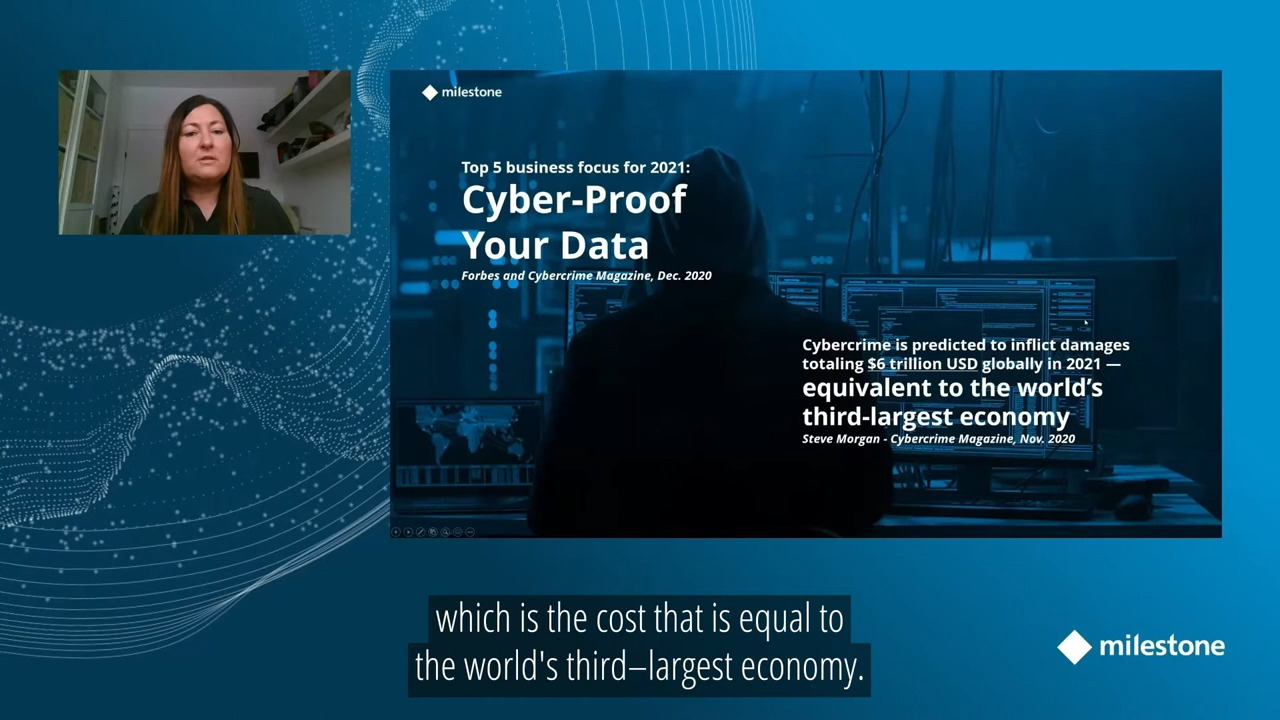 milestone
Top 5 business focus for 2021:
Cyber-Proof
Your Data
Forbes and Cybercrime Magazine, Dec. 2020
Cybercrime is predicted to inflict damages
totaling $6 trillion USD globally in 2021 —
equivalent to the world’s
third-largest economy
Steve Morgan - Cybercrime Magazine, Nov. 2020
which is the cost that is equal to
the world's third–largest economy.
milestone